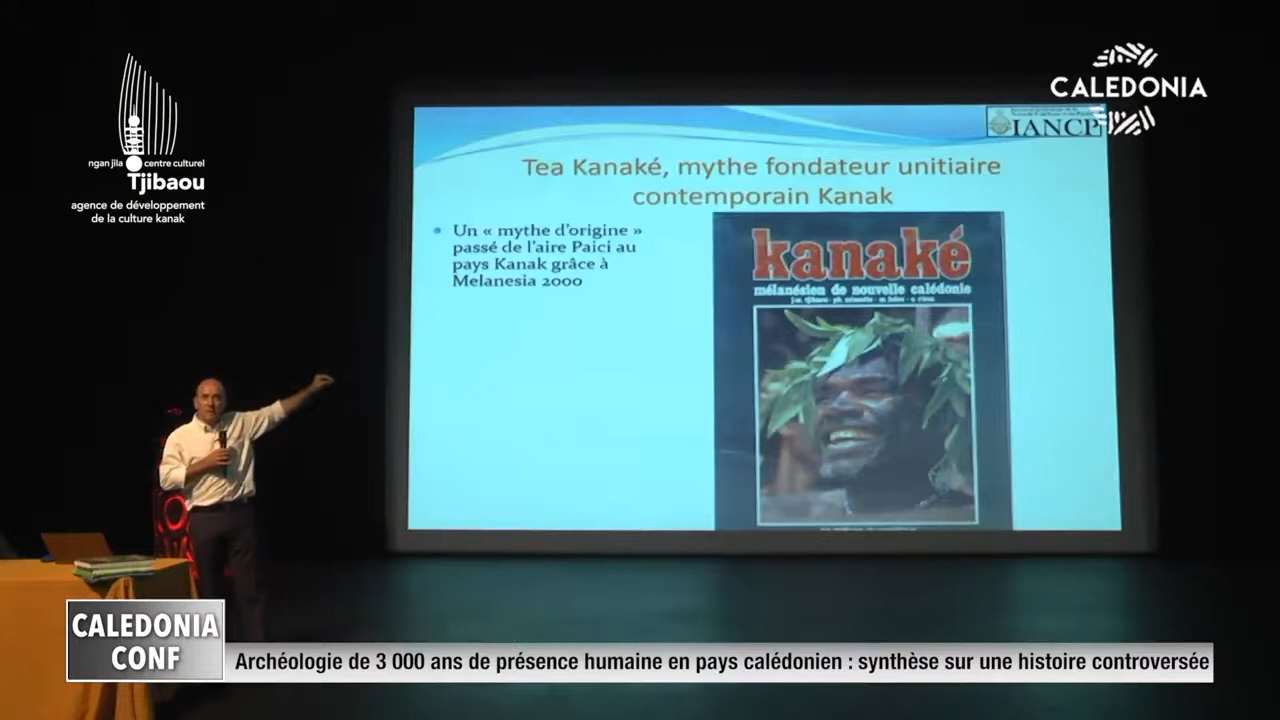 ngan jila centre culturel
Tjibaou
agence de développement
de la culture kanak
CALEDONIA
IANCP
Tea Kanaké, mythe fondateur unitiaire
contemporain Kanak
Un « mythe d'origine »
passé de l'aire Paici au
pays Kanak grâce à
Melanesia 2000
kanaké
mélanésien de nouvelle calédonie
CALEDONIA
CONF
Archéologie de 3 000 ans de présence humaine en pays calédonien : synthèse sur une histoire controversée